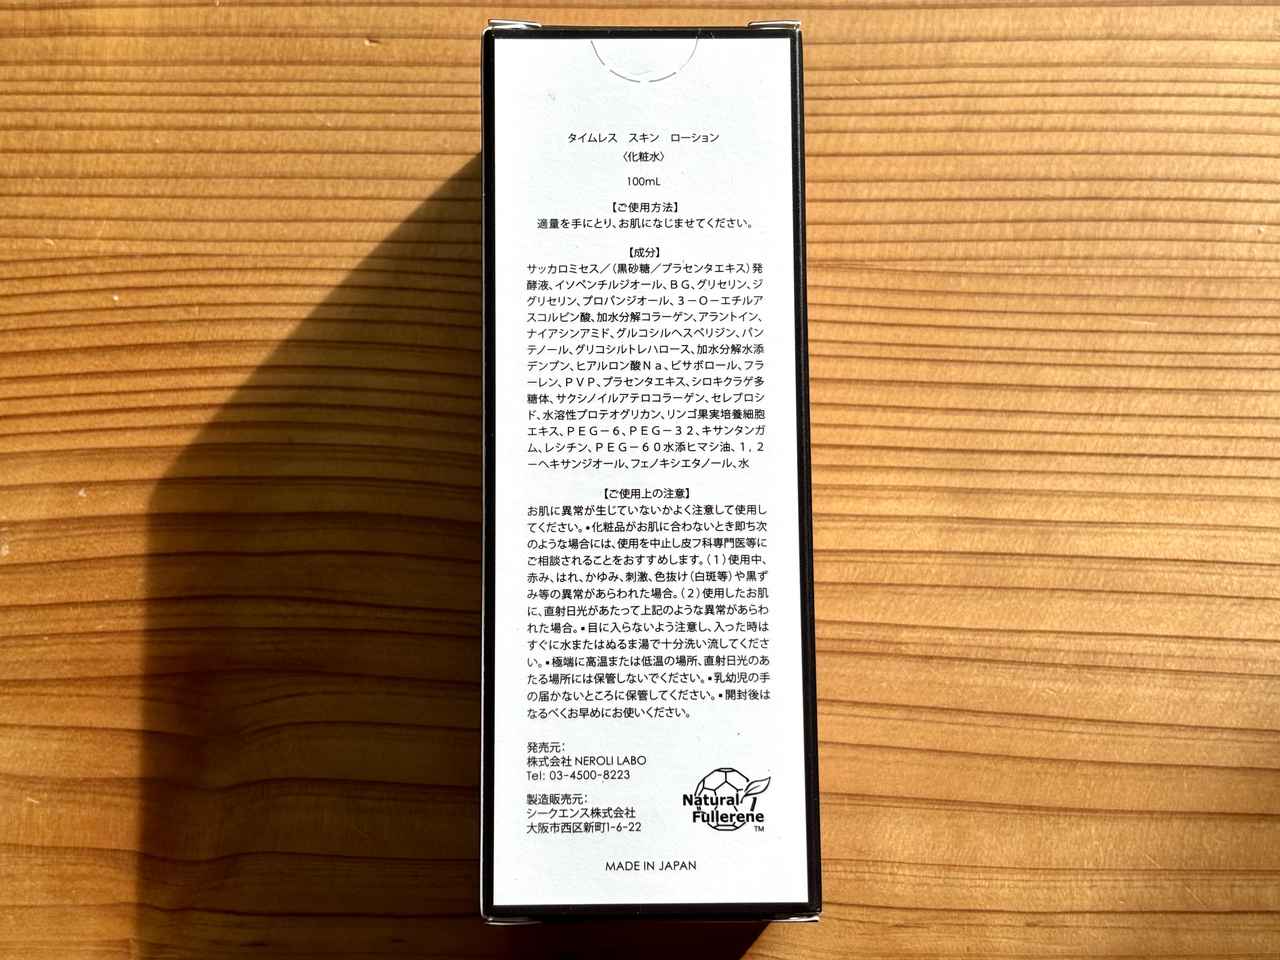 タイムレス　スキン　ローション
〈化粧水〉
100mL
【ご使用方法】
適量を手にとり、お肌になじませてください。
【成分】
サッカロミセス／（黒砂糖／プラセンタエキス）発
酵液、イソペンチルジオール、ＢＧ、グリセリン、ジ
グリセリン、プロパンジオール、３－Ｏ－エチルア
スコルビン酸、加水分解コラーゲン、アラントイン、
ナイアシンアミド、グルコシルヘスペリジン、パン
テノール、グリコシルトレハロース、加水分解水添
デンプン、ヒアルロン酸Ｎａ、ビサボロール、フラ
ーレン、ＰＶＰ、プラセンタエキス、シロキクラゲ多
糖体、サクシノイルアテロコラーゲン、セレブロシ
ド、水溶性プロテオグリカン、リンゴ果実培養細胞
エキス、ＰＥＧ－６、ＰＥＧ－３２、キサンタンガ
ム、レシチン、ＰＥＧ－６０水添ヒマシ油、１，２
－ヘキサンジオール、フェノキシエタノール、水
【ご使用上の注意】
お肌に異常が生じていないかよく注意して使用し
てください。•化粧品がお肌に合わないとき即ち次
のような場合には、使用を中止し皮フ科専門医等に
ご相談されることをおすすめします。（1）使用中、
赤み、はれ、かゆみ、刺激、色抜け（白斑等）や黒ず
み等の異常があらわれた場合。（2）使用したお肌
に、直射日光があたって上記のような異常があらわ
れた場合。•目に入らないよう注意し、入った時は
すぐに水またはぬるま湯で十分洗い流してくださ
い。•極端に高温または低温の場所、直射日光のあ
たる場所には保管しないでください。•乳幼児の手
の届かないところに保管してください。•開封後は
なるべくお早めにお使いください。
発売元：
株式会社 NEROLI LABO
Tel: 03-4500-8223
製造販売元：
シークエンス株式会社
大阪市西区新町1-6-22
Natural
Füllerene
TM
MADE IN JAPAN